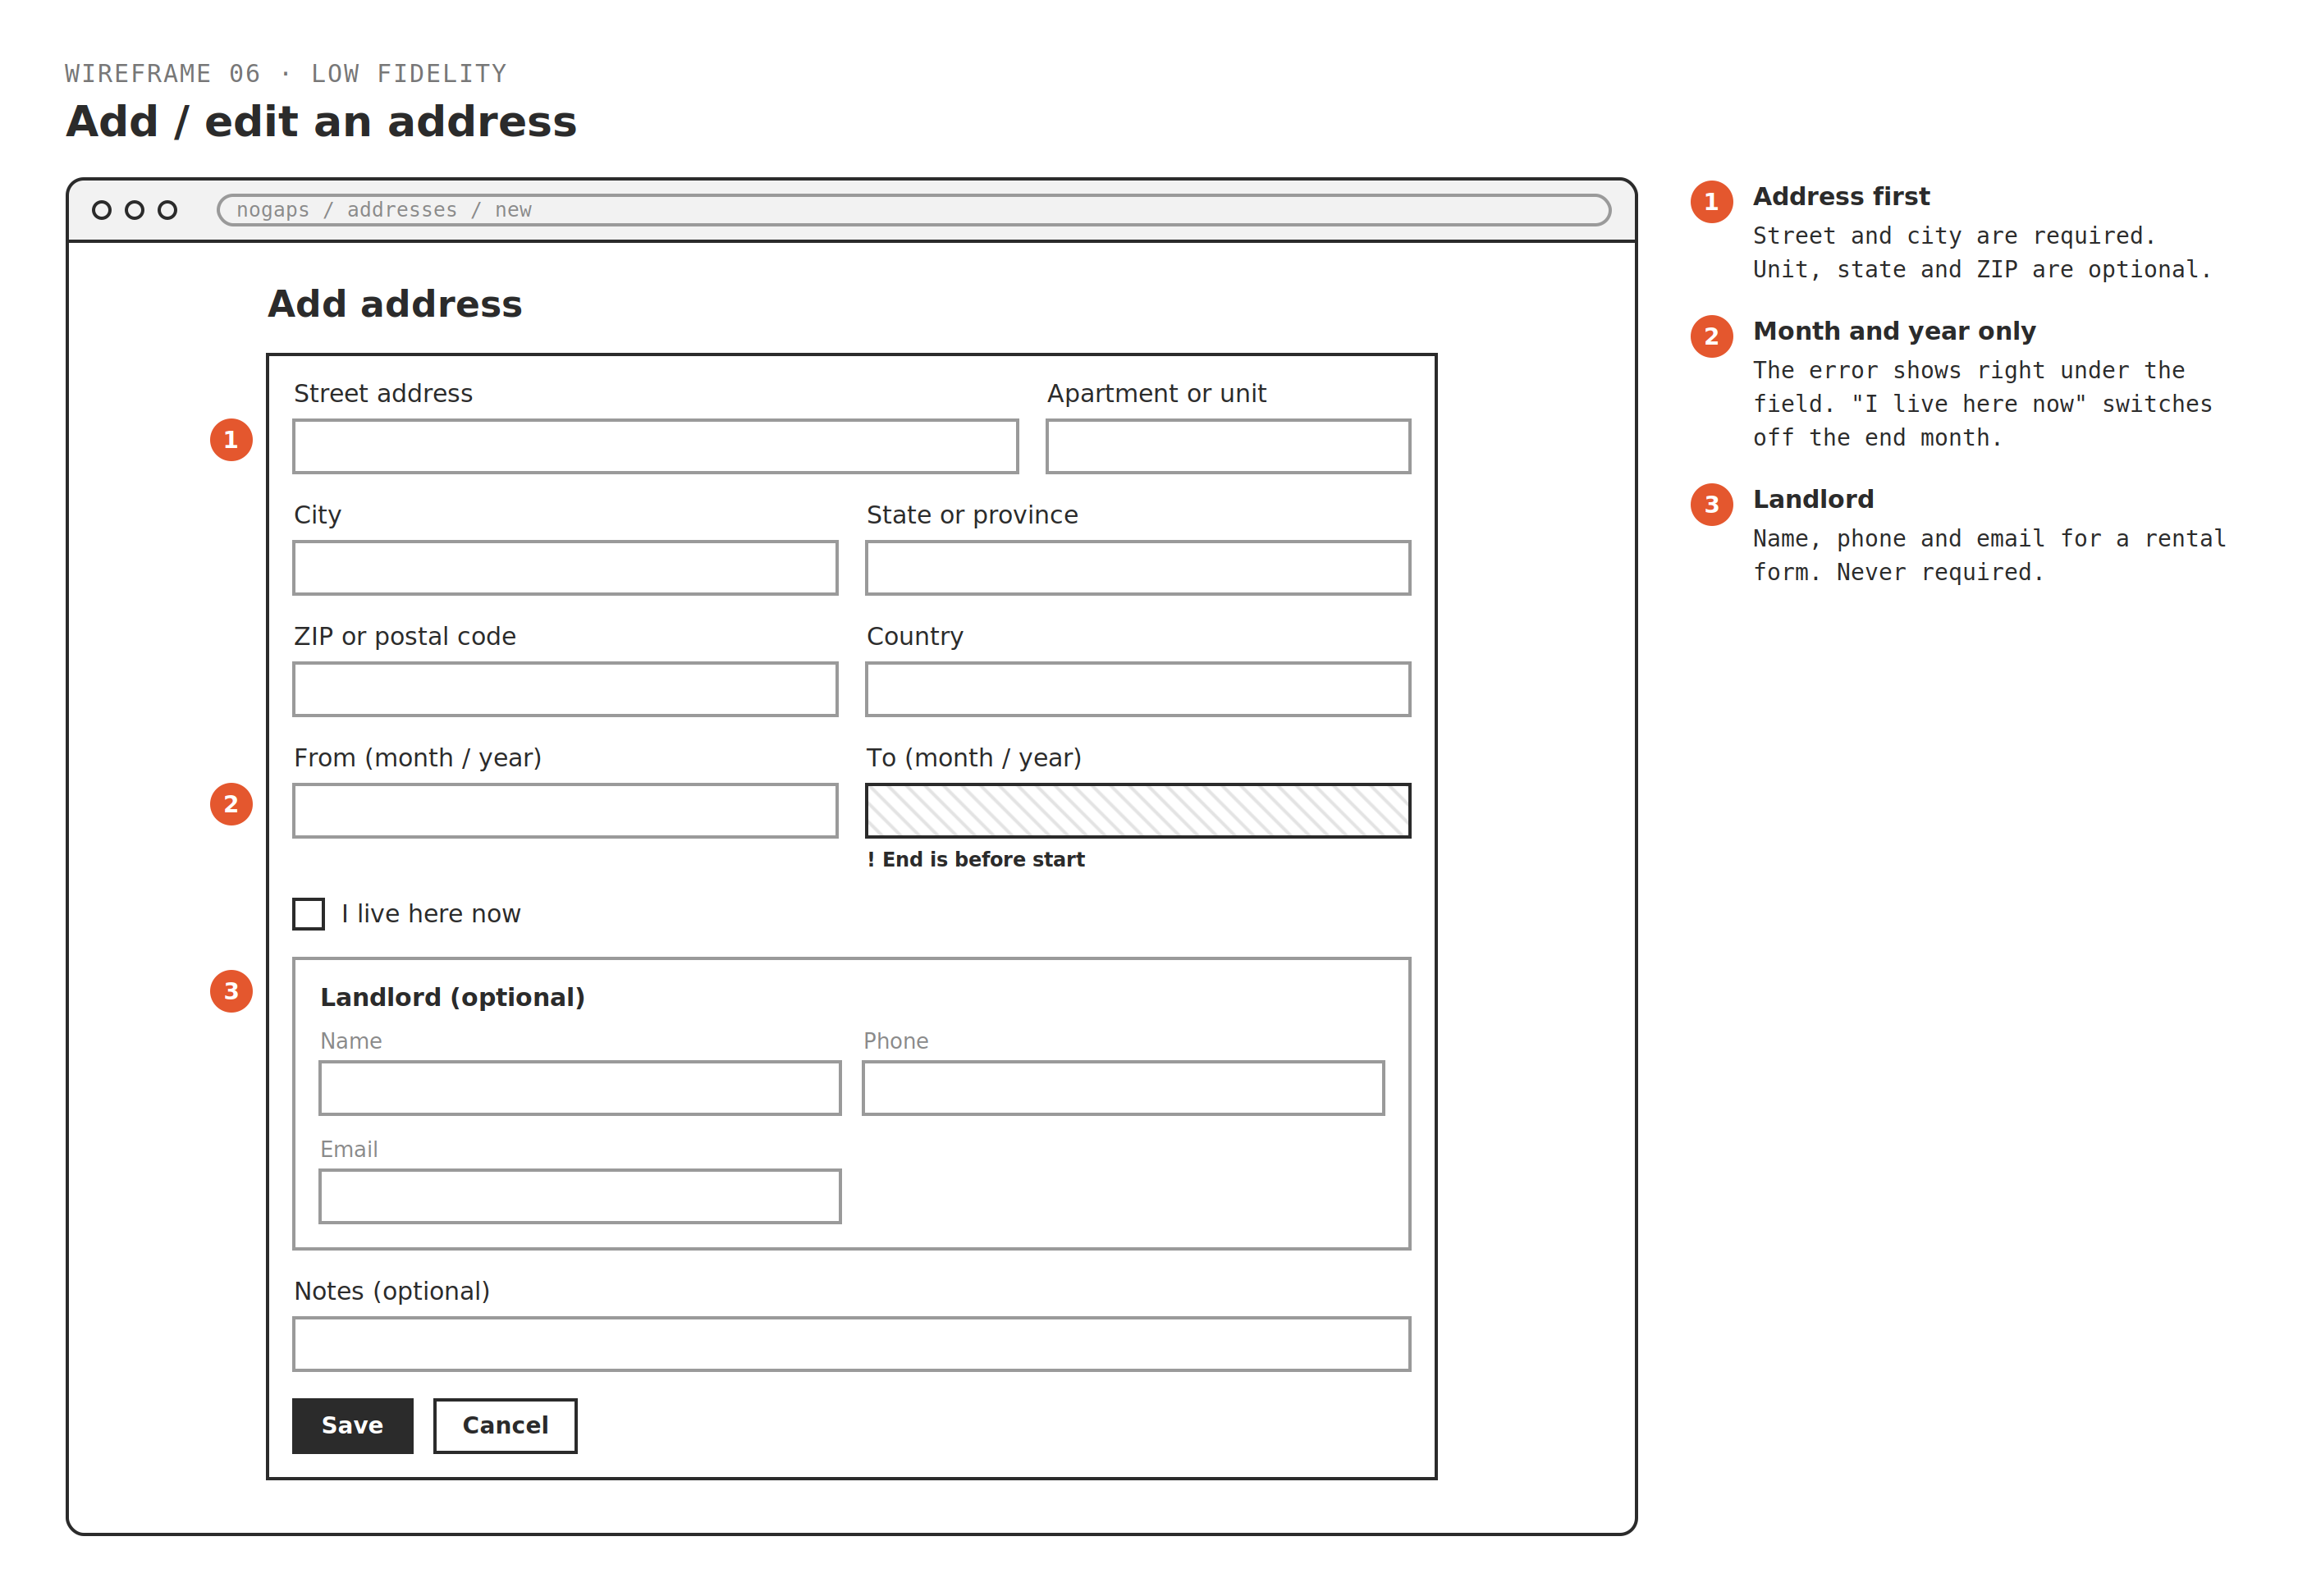 WIREFRAME 06 · LOW FIDELITY
Add / edit an address
nogaps / addresses / new
Add address
1
Street address
Apartment or unit
City
State or province
ZIP or postal code
Country
2
From (month / year)
To (month / year)
! End is before start
I live here now
3
Landlord (optional)
Name
Phone
Email
Notes (optional)
Save
Cancel
1
Address first
Street and city are required.
Unit, state and ZIP are optional.
2
Month and year only
The error shows right under the
field. "I live here now" switches
off the end month.
3
Landlord
Name, phone and email for a rental
form. Never required.